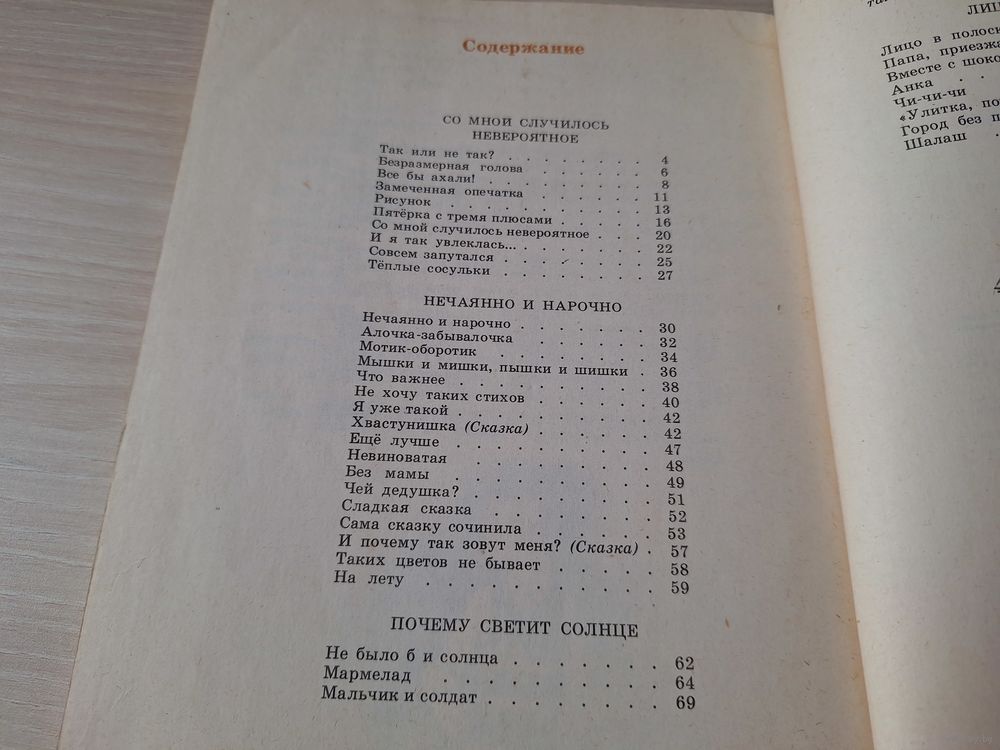 Содержание
СО МНОЙ СЛУЧИЛОСЬ
НЕВЕРОЯТНОЕ
Так или не так? . . . . . . . . 4
Безразмерная голова . . . . . . 6
Все бы ахали! . . . . . . . . . 8
Замеченная опечатка . . . . . . 11
Рисунок . . . . . . . . . . . 13
Пятёрка с тремя плюсами . . . . . 16
Со мной случилось невероятное . . . 20
И я так увлеклась... . . . . . . . 22
Совсем запутался . . . . . . . . 25
Тёплые сосульки . . . . . . . . 27
НЕЧАЯННО И НАРОЧНО
Нечаянно и нарочно . . . . . . . 30
Алочка-забывалочка . . . . . . 32
Мотик-оборотик . . . . . . . . 34
Мышки и мишки, пышки и шишки . 36
Что важнее . . . . . . . . . . 38
Не хочу таких стихов . . . . . . 40
Я уже такой . . . . . . . . . . 42
Хвастунишка (Сказка) . . . . . . 42
Ещё лучше . . . . . . . . . . 47
Невиноватая . . . . . . . . . 48
Без мамы . . . . . . . . . . 49
Чей дедушка? . . . . . . . . . 51
Сладкая сказка . . . . . . . . 52
Сама сказку сочинила . . . . . . 53
И почему так зовут меня? (Сказка) . 57
Таких цветов не бывает . . . . . 58
На лету . . . . . . . . . . . 59
ПОЧЕМУ СВЕТИТ СОЛНЦЕ
Не было б и солнца . . . . . . . 62
Мармелад . . . . . . . . . . 64
Мальчик и солдат . . . . . . . . 69
Лицо в
Папа,
Вместе с
Анка . .
Чи-чи-чи
«Улитка,
Город без
Шалаш .